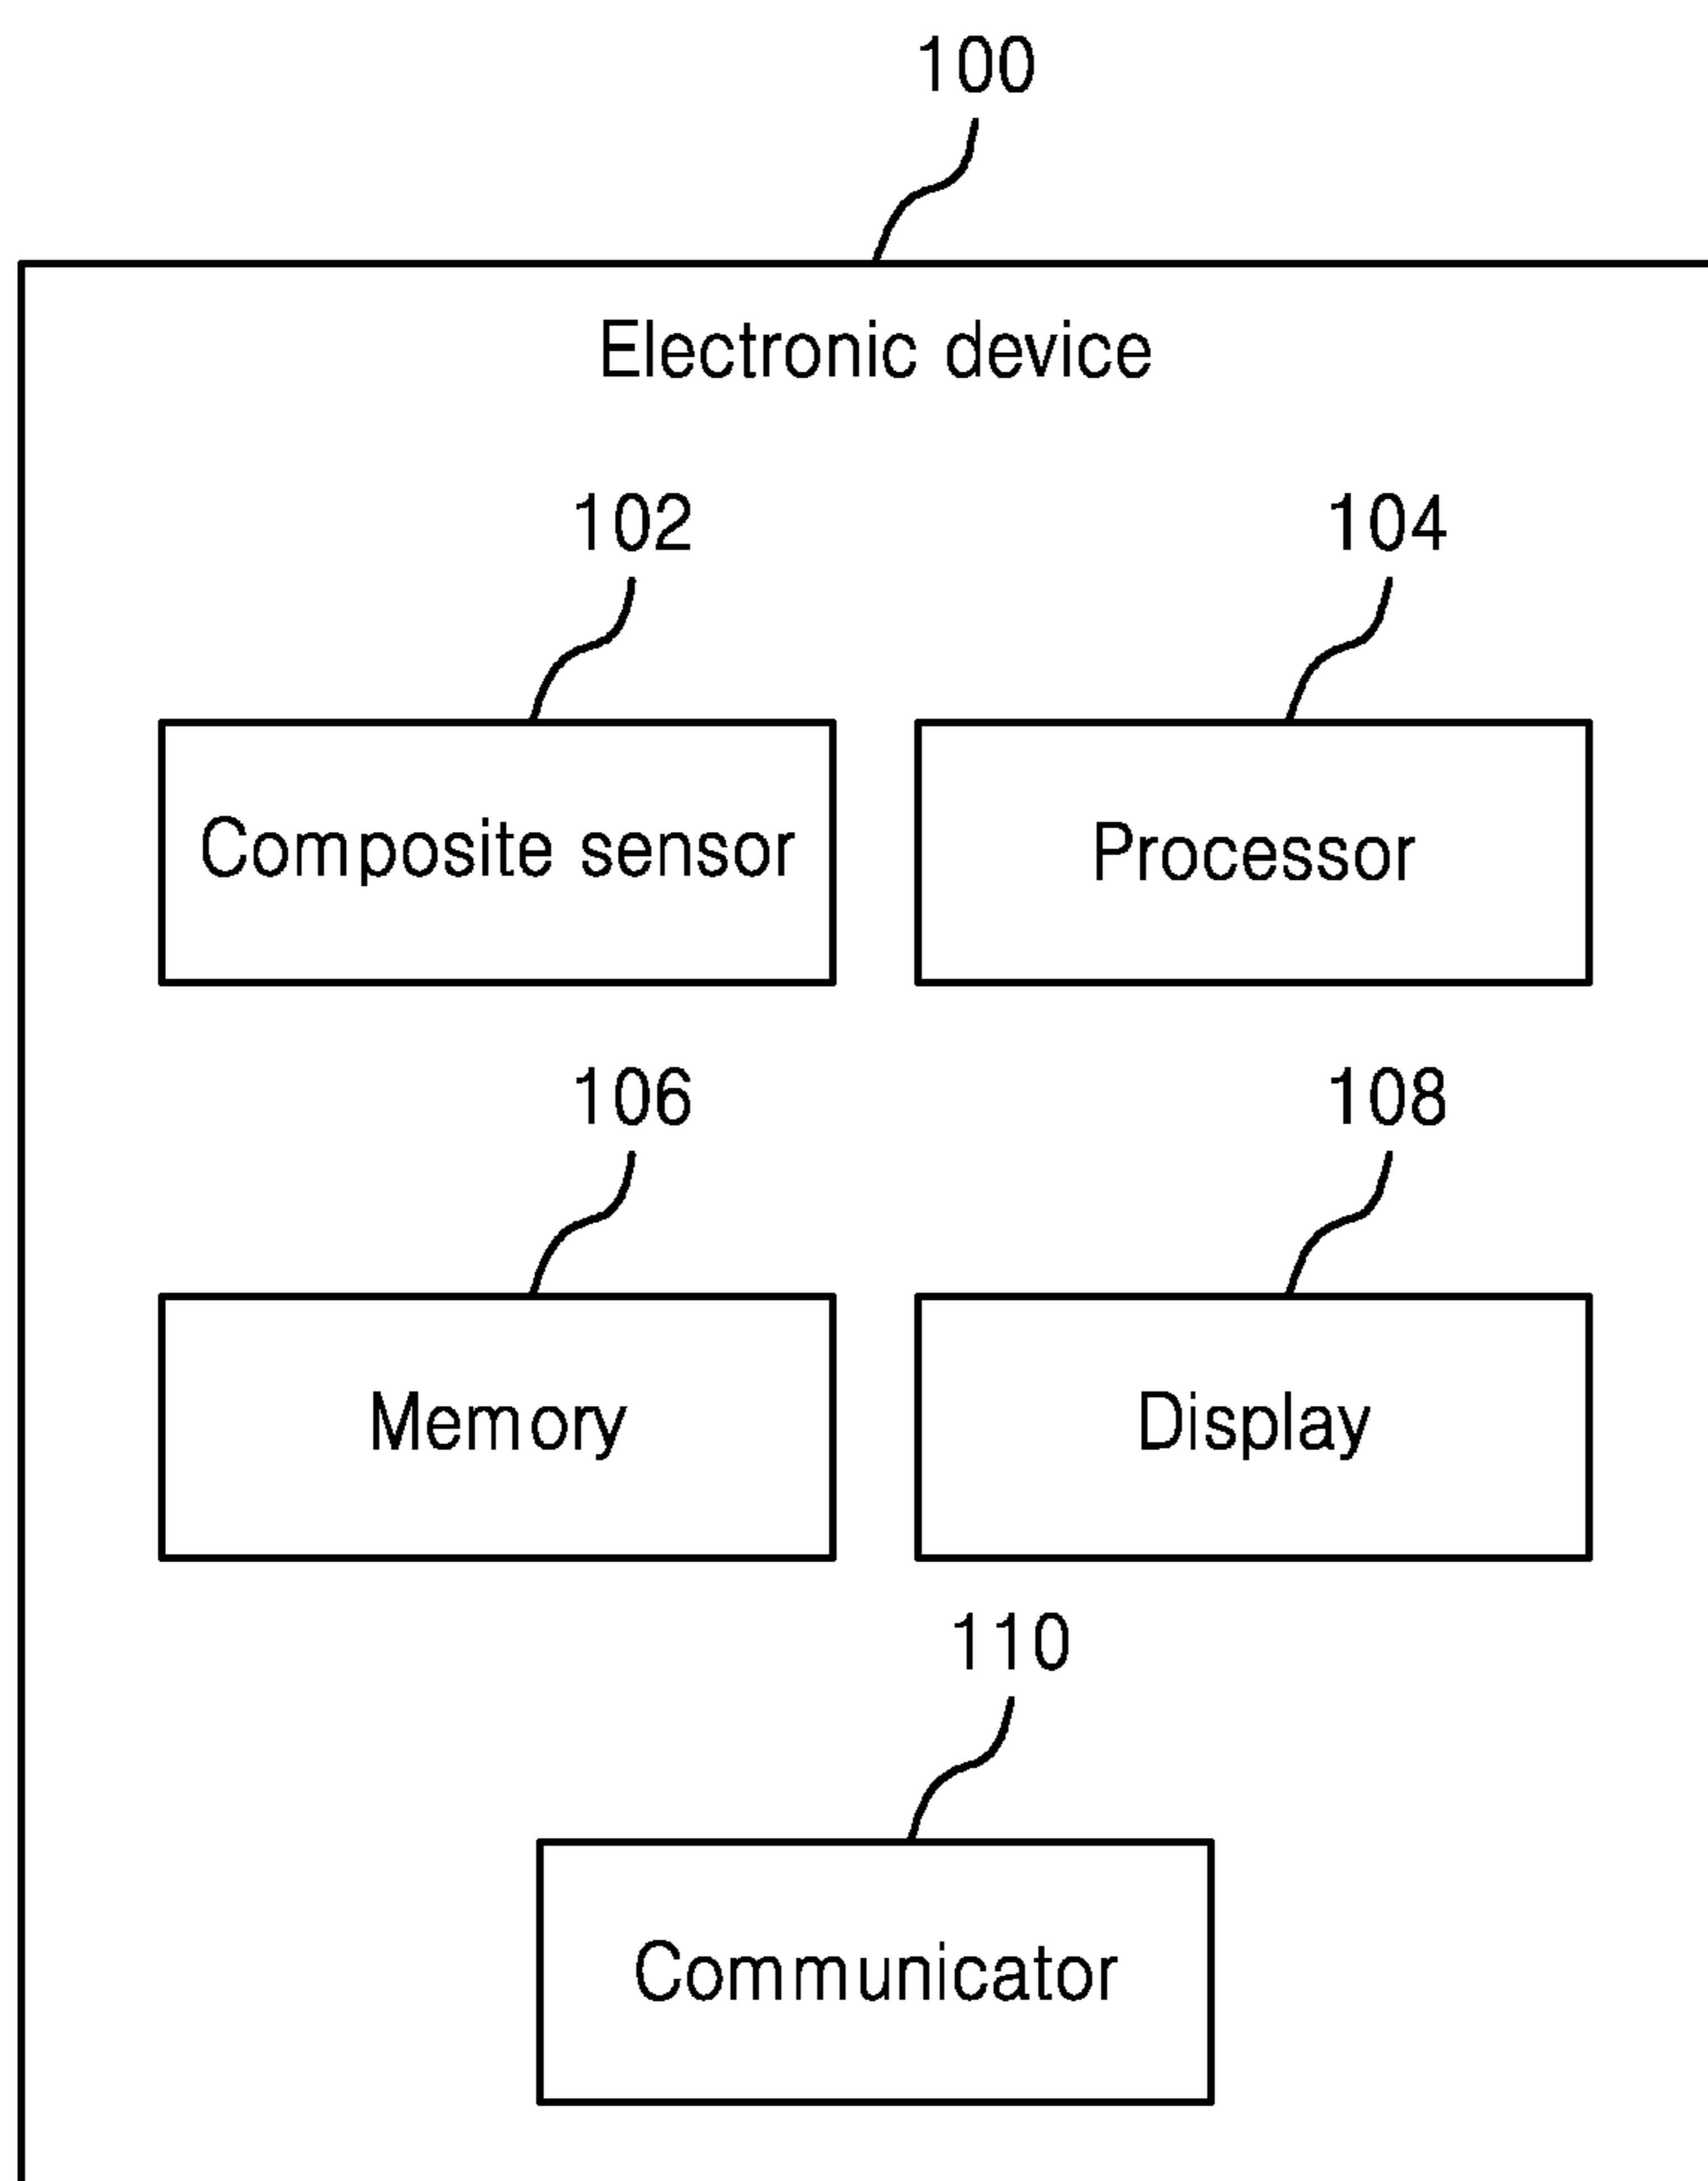 100
Electronic device
102
104
Composite sensor
Processor
106
108
Memory
Display
110
Communicator